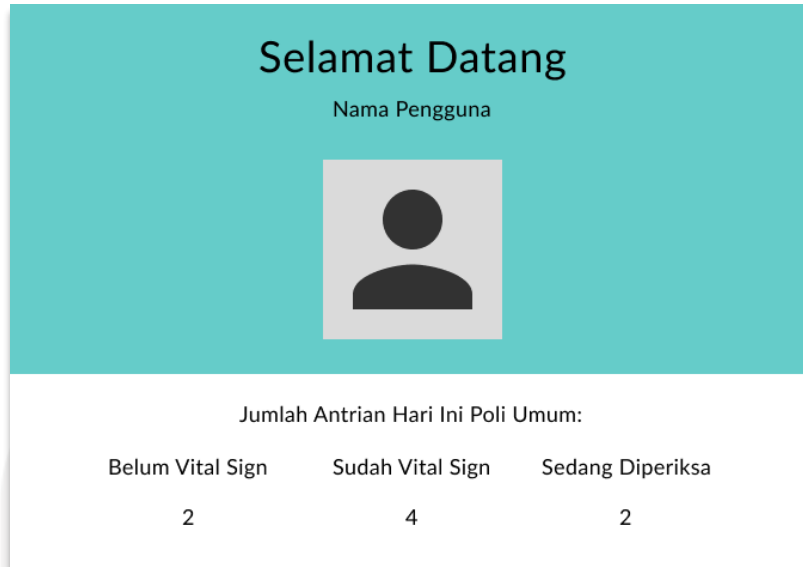 Selamat Datang
Nama Pengguna
Jumlah Antrian Hari Ini Poli Umum:
Belum Vital Sign Sudah Vital Sign Sedang Diperiksa
2 4 2